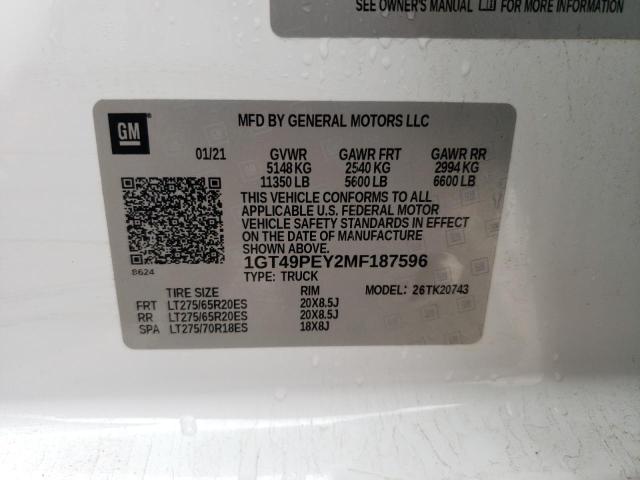 SEE OWNER'S MANUAL FOR MORE INFORMATION
GM
MFD BY GENERAL MOTORS LLC
01/21 GVWR GAWR FRT GAWR RR
5148 KG 2540 KG 2994 KG
11350 LB 5600 LB 6600 LB
THIS VEHICLE CONFORMS TO ALL
APPLICABLE U.S. FEDERAL MOTOR
VEHICLE SAFETY STANDARDS IN EFFECT
ON THE DATE OF MANUFACTURE
SHOWN ABOVE.
8624
1GT49PEY2MF187596
TYPE: TRUCK
TIRE SIZE RIM MODEL: 26TK20743
FRT LT275/65R20ES 20X8.5J
RR LT275/65R20ES 20X8.5J
SPA LT275/70R18ES 18X8J